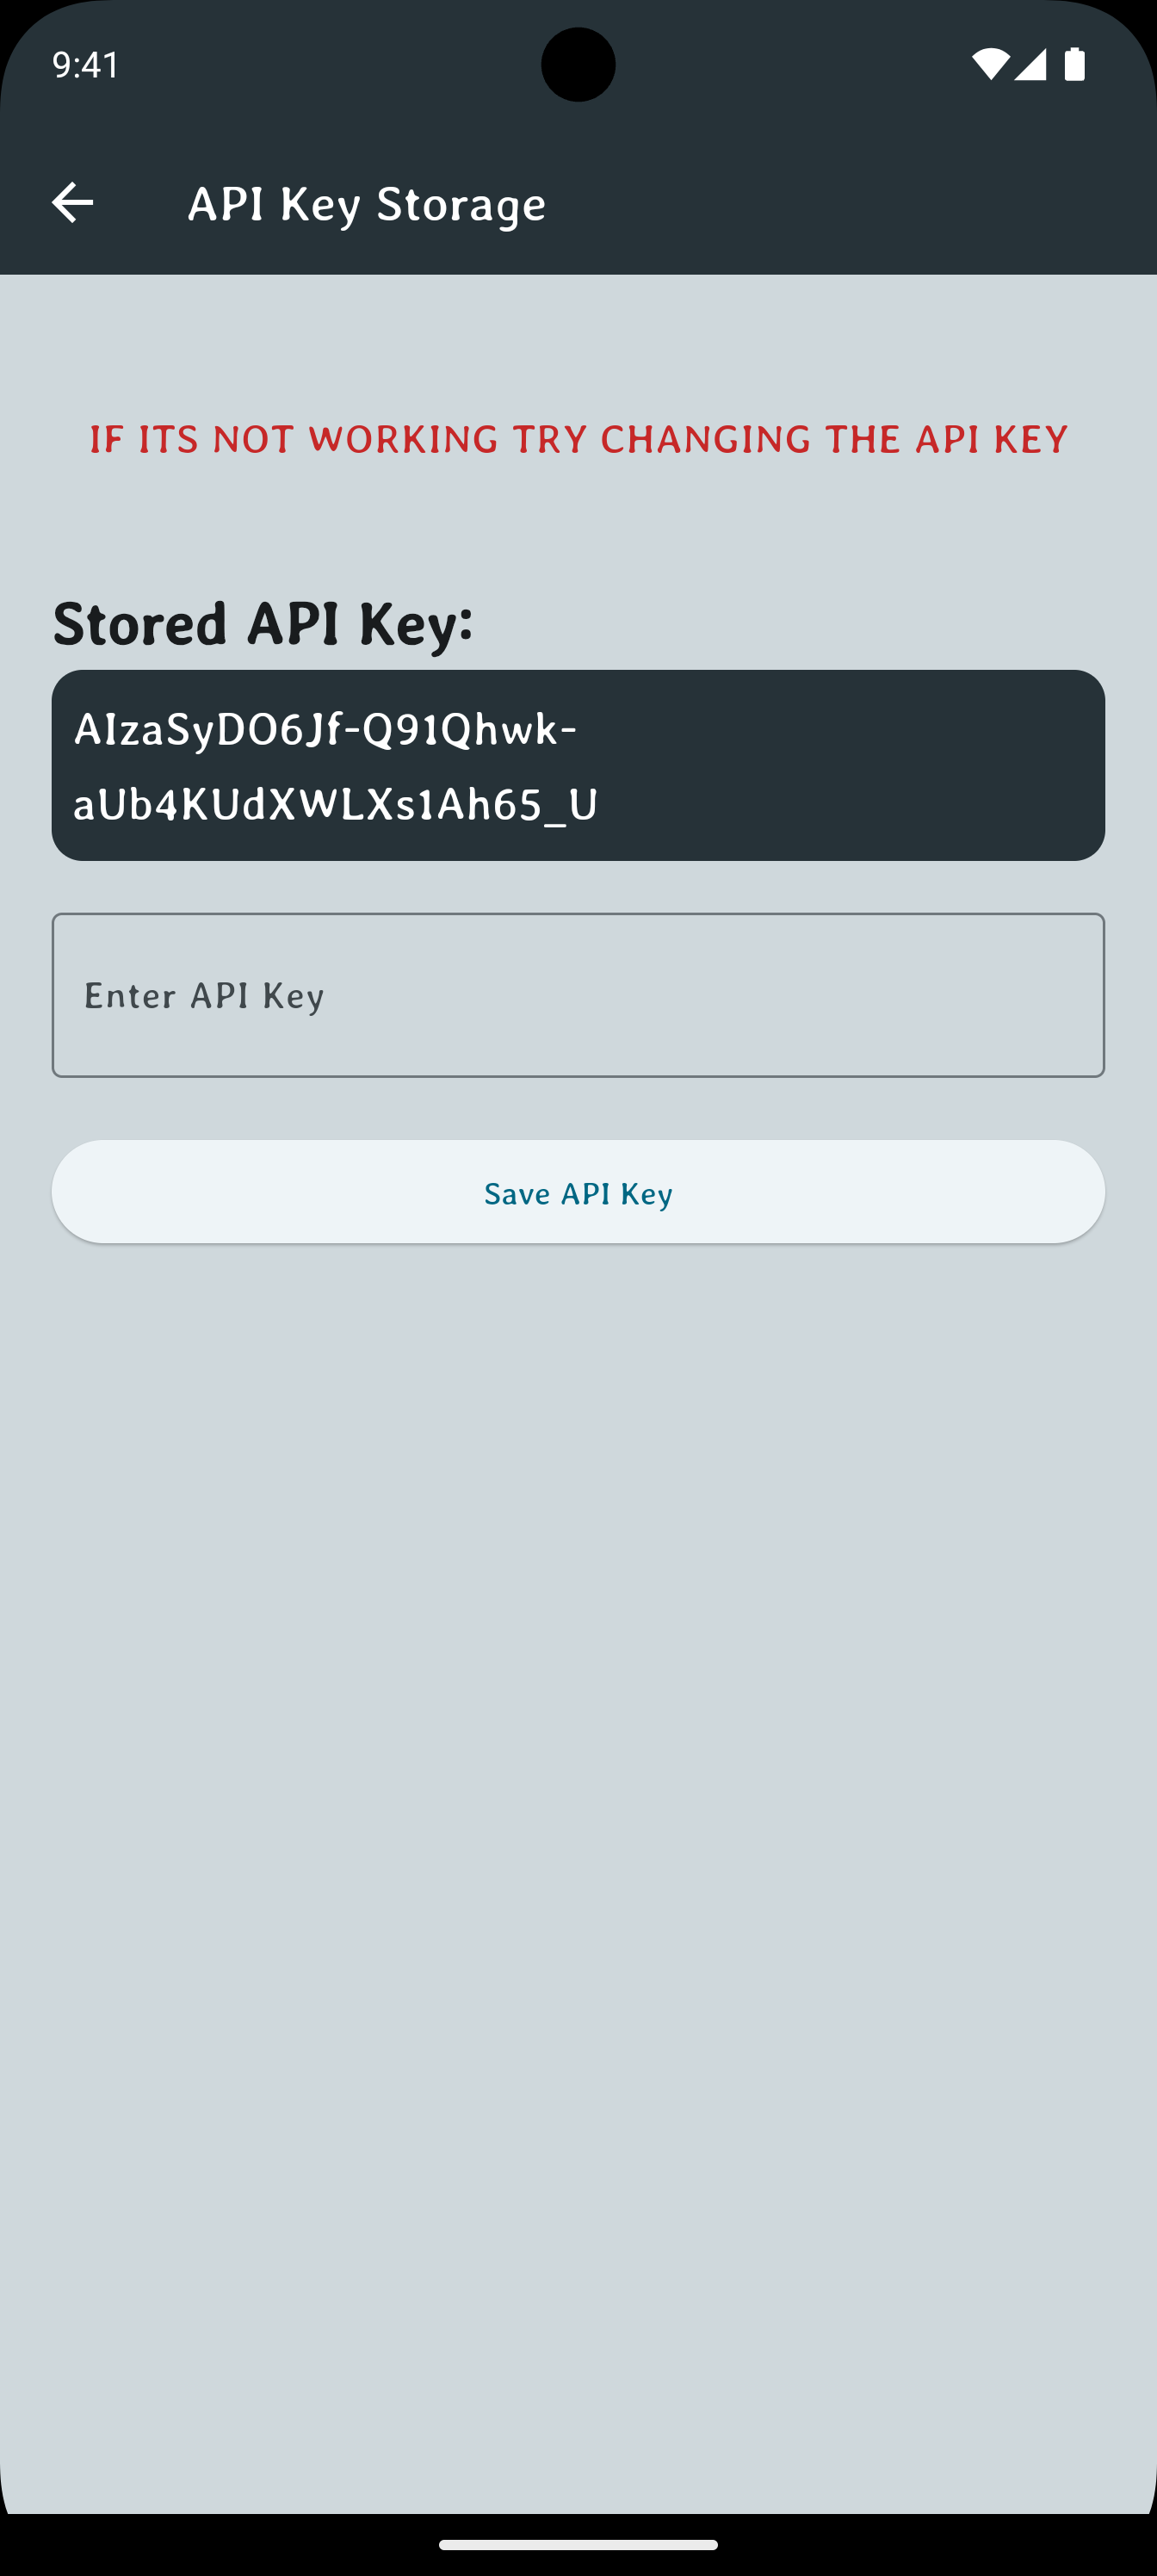 9:41
API Key Storage
IF ITS NOT WORKING TRY CHANGING THE API KEY
Stored API Key:
AIzaSyDO6Jf-Q91Qhwk-
aUb4KUdXWLXs1Ah65_U
Enter API Key
Save API Key